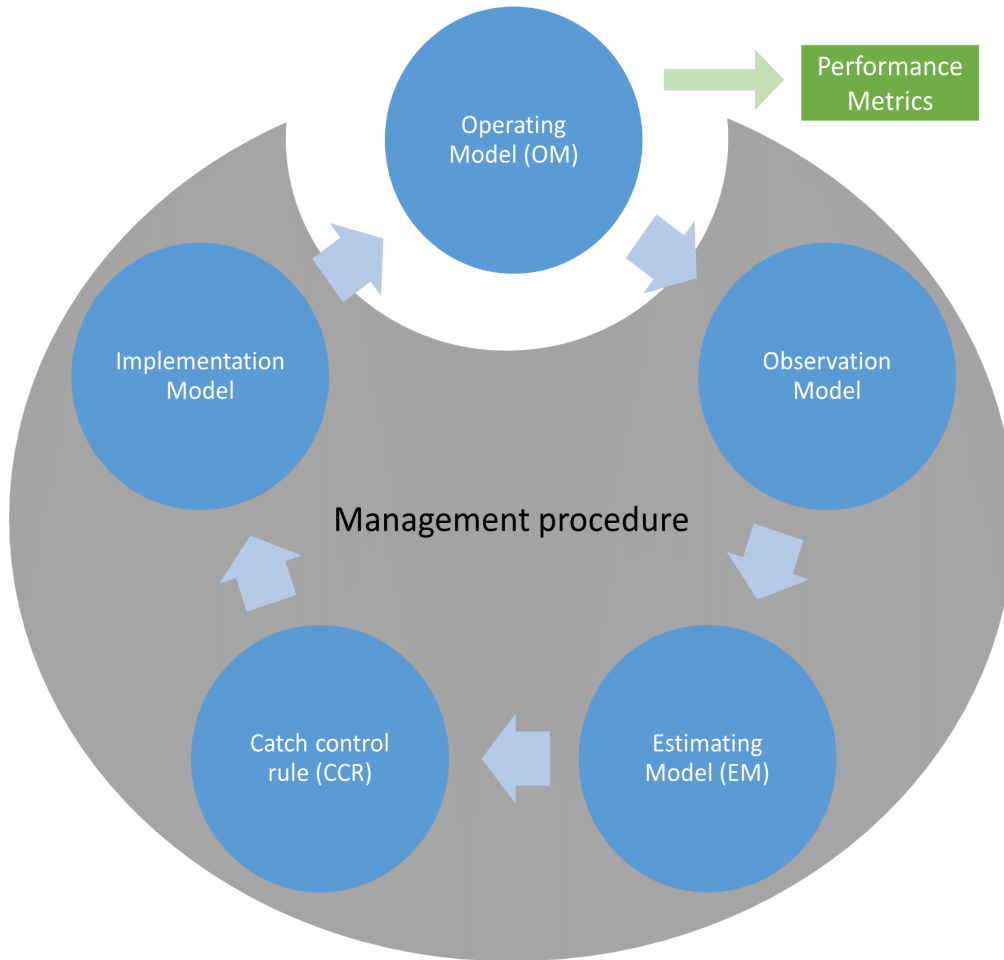 Operating
Model (OM)
Performance
Metrics
Implementation
Model
Observation
Model
Management procedure
Catch control
rule (CCR)
Estimating
Model (EM)